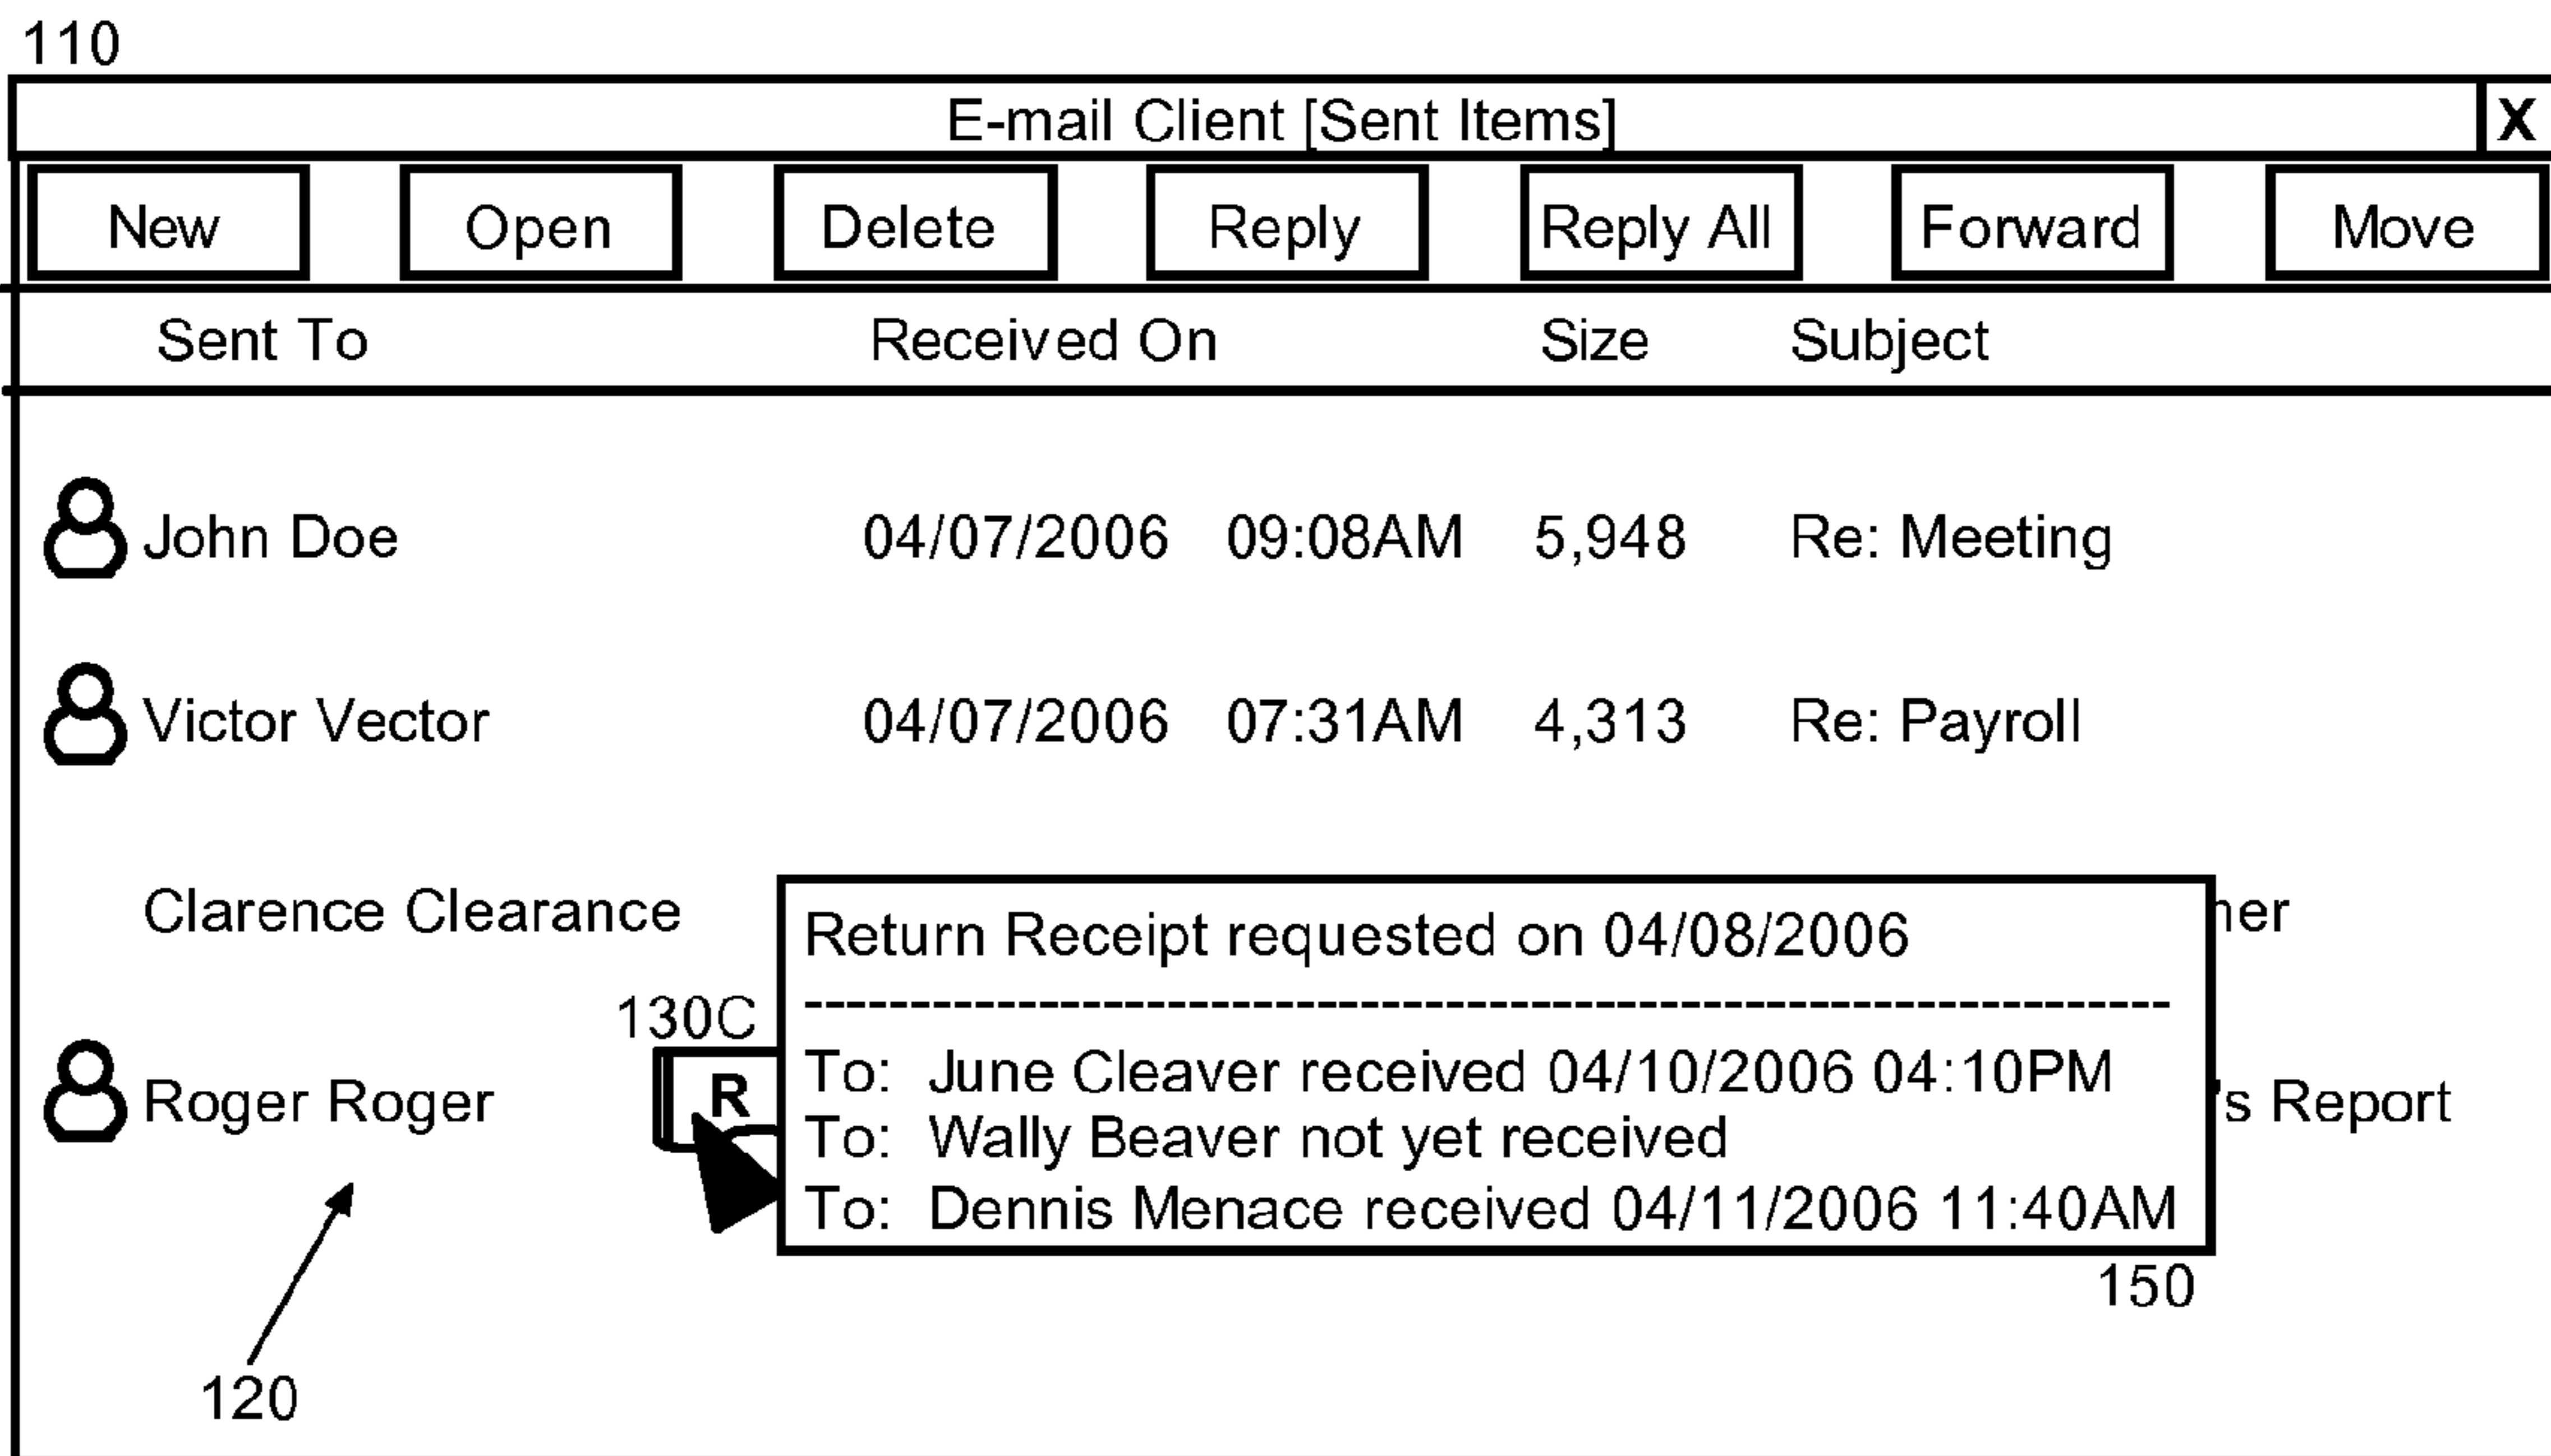 110
E-mail Client [Sent Items] X
New Open Delete Reply Reply All Forward Move
Sent To Received On Size Subject
John Doe 04/07/2006 09:08AM 5,948 Re: Meeting
Victor Vector 04/07/2006 07:31AM 4,313 Re: Payroll
Clarence Clearance
Return Receipt requested on 04/08/2006
--------------------------------------------------------------
130C
Roger Roger R 's Report
To: June Cleaver received 04/10/2006 04:10PM
To: Wally Beaver not yet received
To: Dennis Menace received 04/11/2006 11:40AM
150
120